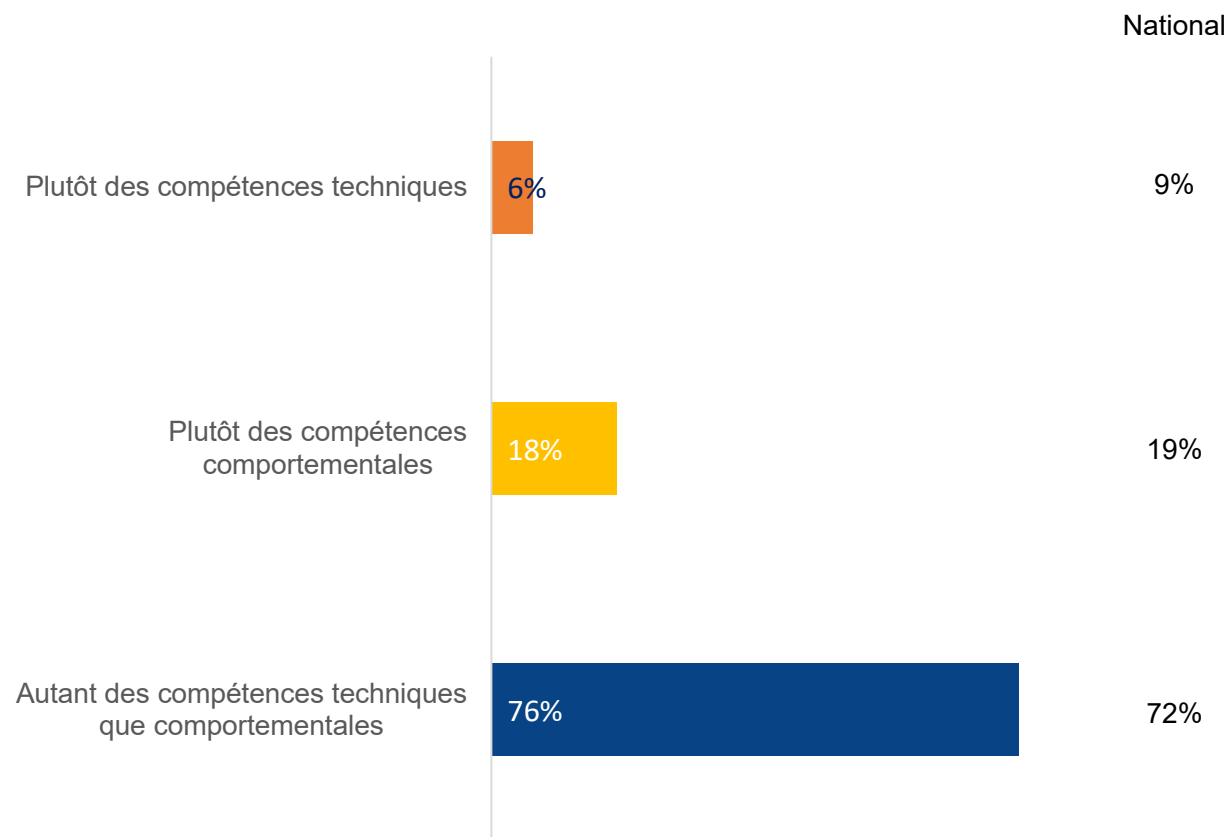 National
Plutôt des compétences techniques
6%
9%
Plutôt des compétences
comportementales
18%
19%
Autant des compétences techniques
que comportementales
76%
72%